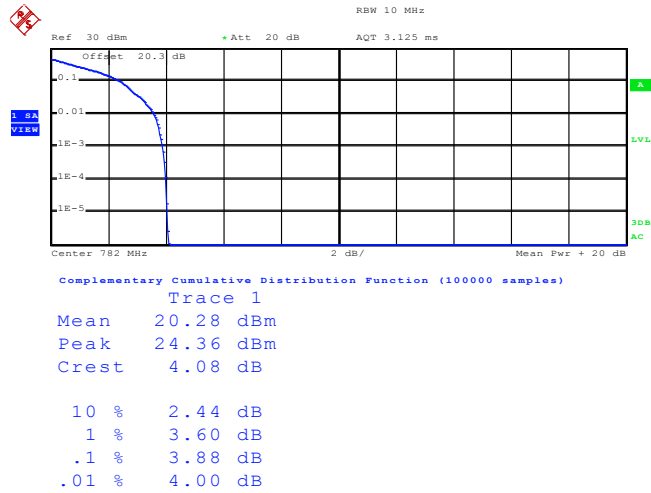 R&S
RBW 10 MHz
Ref 30 dBm *Att 20 dB AQT 3.125 ms
Offset 20.3 dB
0.1
A
0.01
1 SA
VIEW
1E-3
LVL
1E-4
1E-5
3DB
AC
Center 782 MHz 2 dB/ Mean Pwr + 20 dB
Complementary Cumulative Distribution Function (100000 samples)
Trace 1
Mean 20.28 dBm
Peak 24.36 dBm
Crest 4.08 dB
10 % 2.44 dB
1 % 3.60 dB
.1 % 3.88 dB
.01 % 4.00 dB